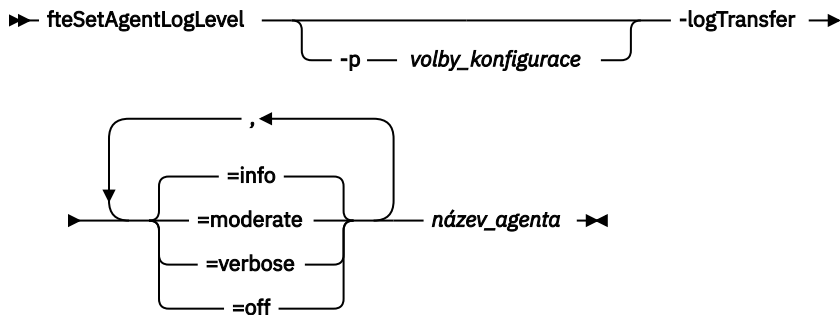 fteSetAgentLogLevel -logTransfer
-p volby_konfigurace
,
=info
=moderate název_agenta
=verbose
=off